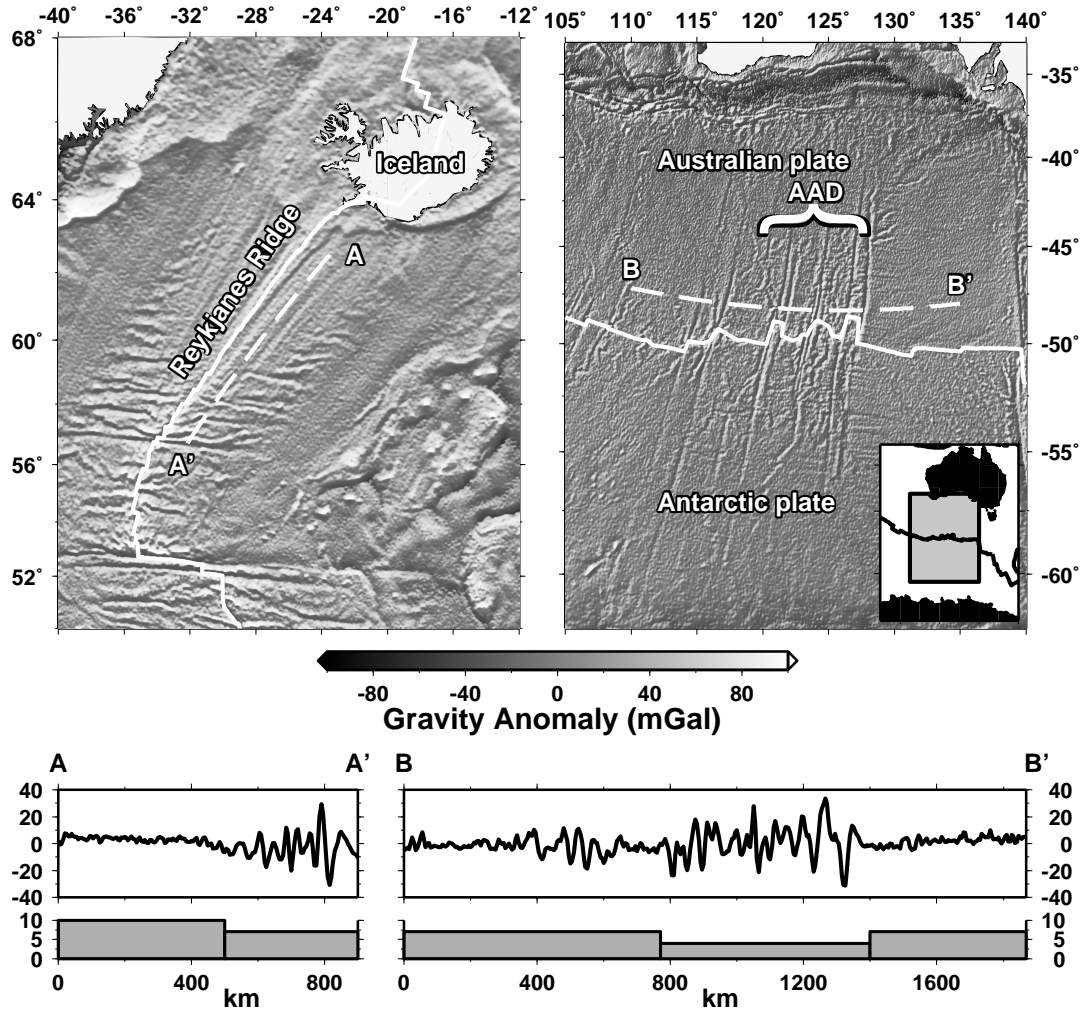 -40˚ -36˚ -32˚ -28˚ -24˚ -20˚ -16˚ -12˚
105˚ 110˚ 115˚ 120˚ 125˚ 130˚ 135˚ 140˚
68˚
64˚
60˚
56˚
52˚
Iceland
Reykjanes Ridge
A
A’
-35˚
-40˚
-45˚
-50˚
-55˚
-60˚
Australian plate
AAD
B
B’
Antarctic plate
-80 -40 0 40 80
Gravity Anomaly (mGal)
A A’ B B’
40
20
0
-20
-40
40
20
0
-20
-40
10
5
0
10
5
0
0 400 800
km
0 400 800 1200 1600
km